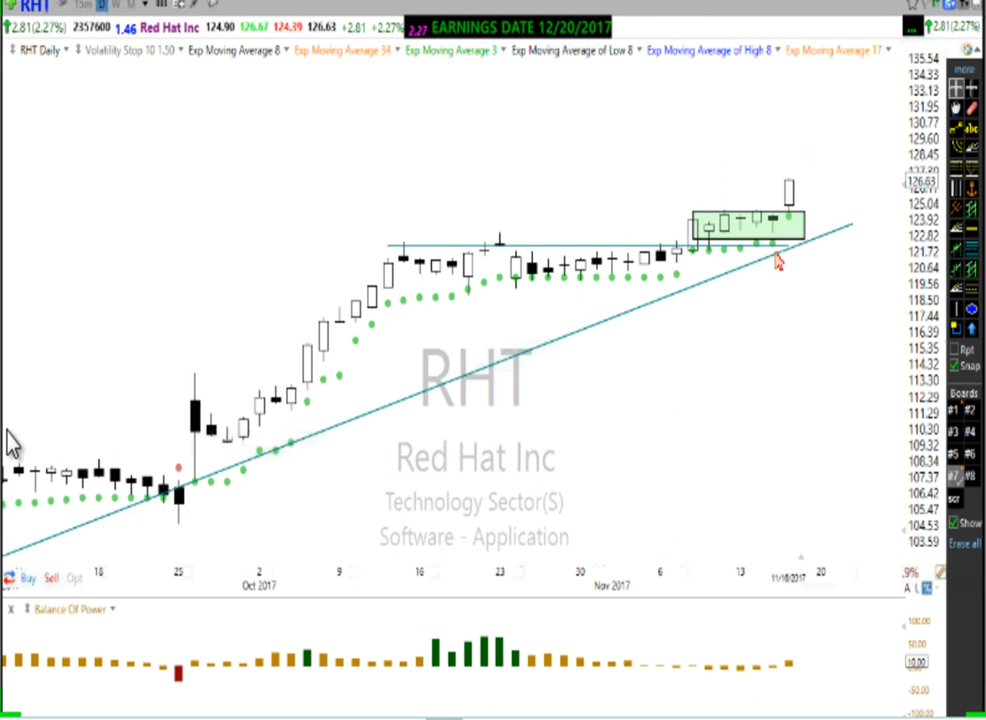 RHT 15m D W M
2.81(2.27%) 2357600 1.46 Red Hat Inc 124.90 126.67 124.39 126.63 +2.81 +2.27% 2.27 EARNINGS DATE 12/20/2017 ... 2.81(2.27%)
RHT Daily Volatility Stop 10 1.50 Exp Moving Average 8 Exp Moving Average 34 Exp Moving Average 3 Exp Moving Average of Low 8 Exp Moving Average of High 8 Exp Moving Average 17
135.54
more
134.33
133.13
131.95
abc
130.77
129.60
128.45
126.63
125.04
123.92
122.82
121.72
120.64
119.56
118.50
117.44
116.39
115.35
Rpt
114.32
Snap
113.30
Boards
112.29
#1 #2
111.29
110.30
#3 #4
109.32
#5 #6
108.34
107.37
#7 #8
106.42
scr
105.47
104.53
Show
103.59
Erase all
RHT
Red Hat Inc
Technology Sector(S)
Software - Application
18 25 2 9 16 23 30 6 13 20
Buy Sell Opt
Oct 2017 Nov 2017
.9%
A L %
X Balance Of Power
100.00
50.00
10.00
-50.00
-100.00